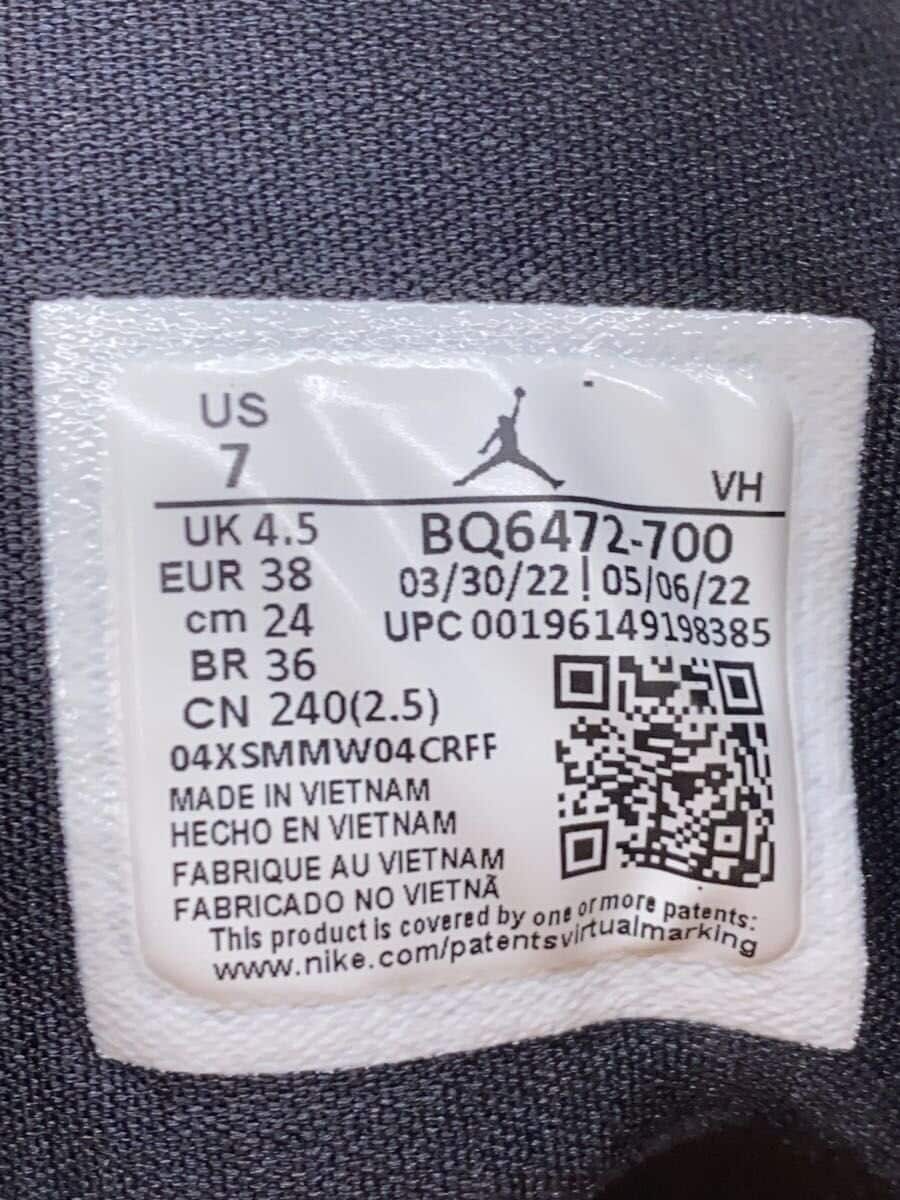 US
7
VH
UK 4.5
BQ6472-700
EUR 38
03/30/22 | 05/06/22
cm 24
UPC 00196149198385
BR 36
CN 240(2.5)
04XSMMW04CRFF
MADE IN VIETNAM
HECHO EN VIETNAM
FABRIQUE AU VIETNAM
FABRICADO NO VIETNÃ
This product is covered by one or more patents:
www.nike.com/patentsvirtualmarking